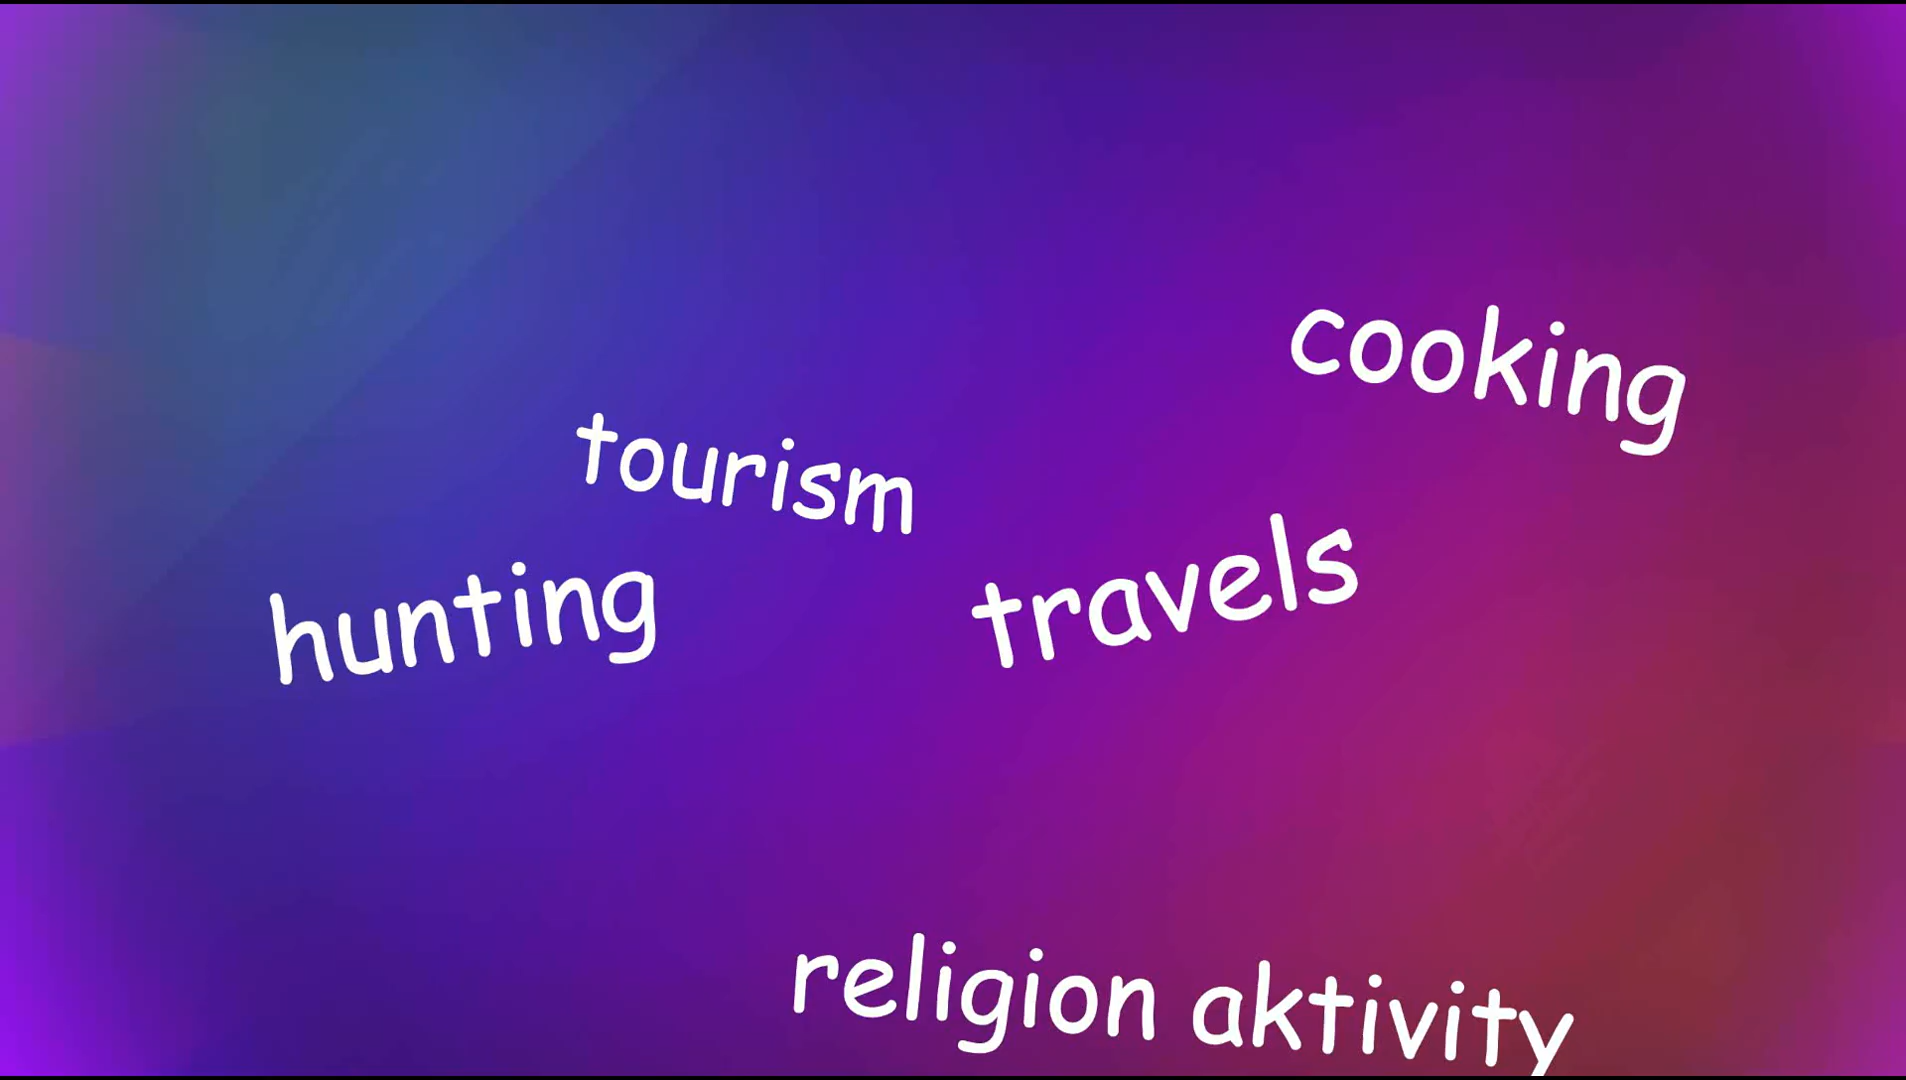 cooking
tourism
travels
hunting
religion aktivity